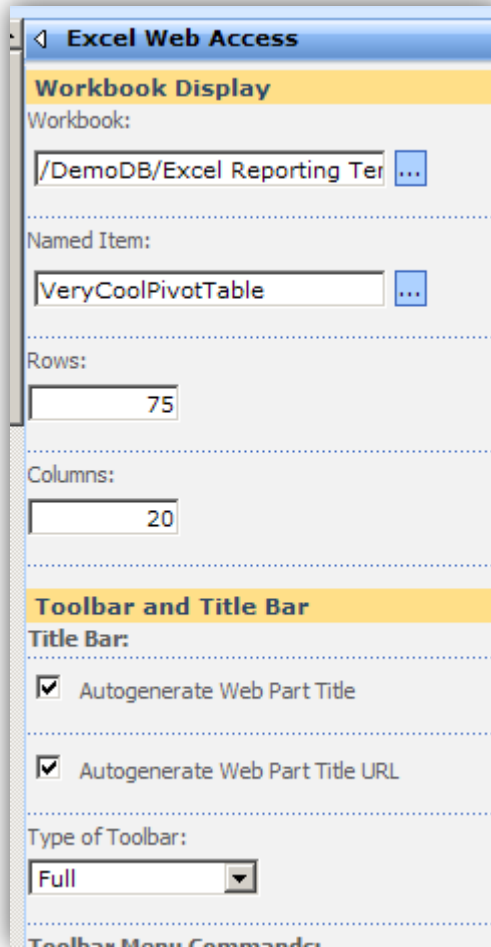 Excel Web Access
Workbook Display
Workbook:
/DemoDB/Excel Reporting Ter
...
Named Item:
VeryCoolPivotTable
...
Rows:
75
Columns:
20
Toolbar and Title Bar
Title Bar:
Autogenerate Web Part Title
Autogenerate Web Part Title URL
Type of Toolbar:
Full
Toolbar Menu Commands: